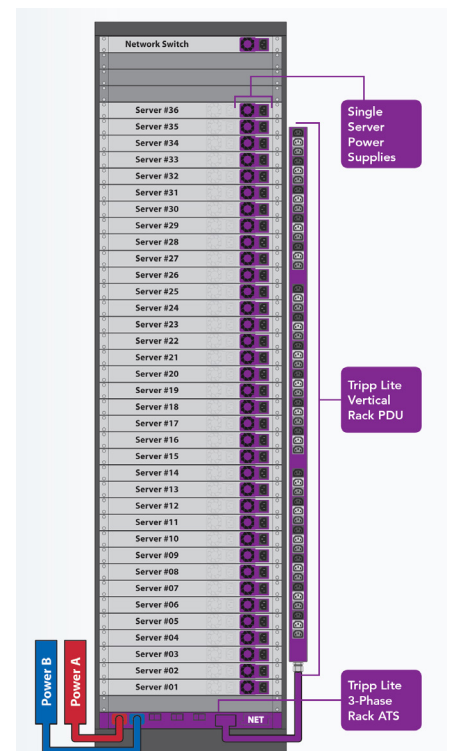 Network Switch
Server #36
Server #35
Server #34
Server #33
Server #32
Server #31
Server #30
Server #29
Server #28
Server #27
Server #26
Server #25
Server #24
Server #23
Server #22
Server #21
Server #20
Server #19
Server #18
Server #17
Server #16
Server #15
Server #14
Server #13
Server #12
Server #11
Server #10
Server #09
Server #08
Server #07
Server #06
Server #05
Server #04
Server #03
Server #02
Server #01
NET
Single
Server
Power
Supplies
Tripp Lite
Vertical
Rack PDU
Tripp Lite
3-Phase
Rack ATS
Power B
Power A